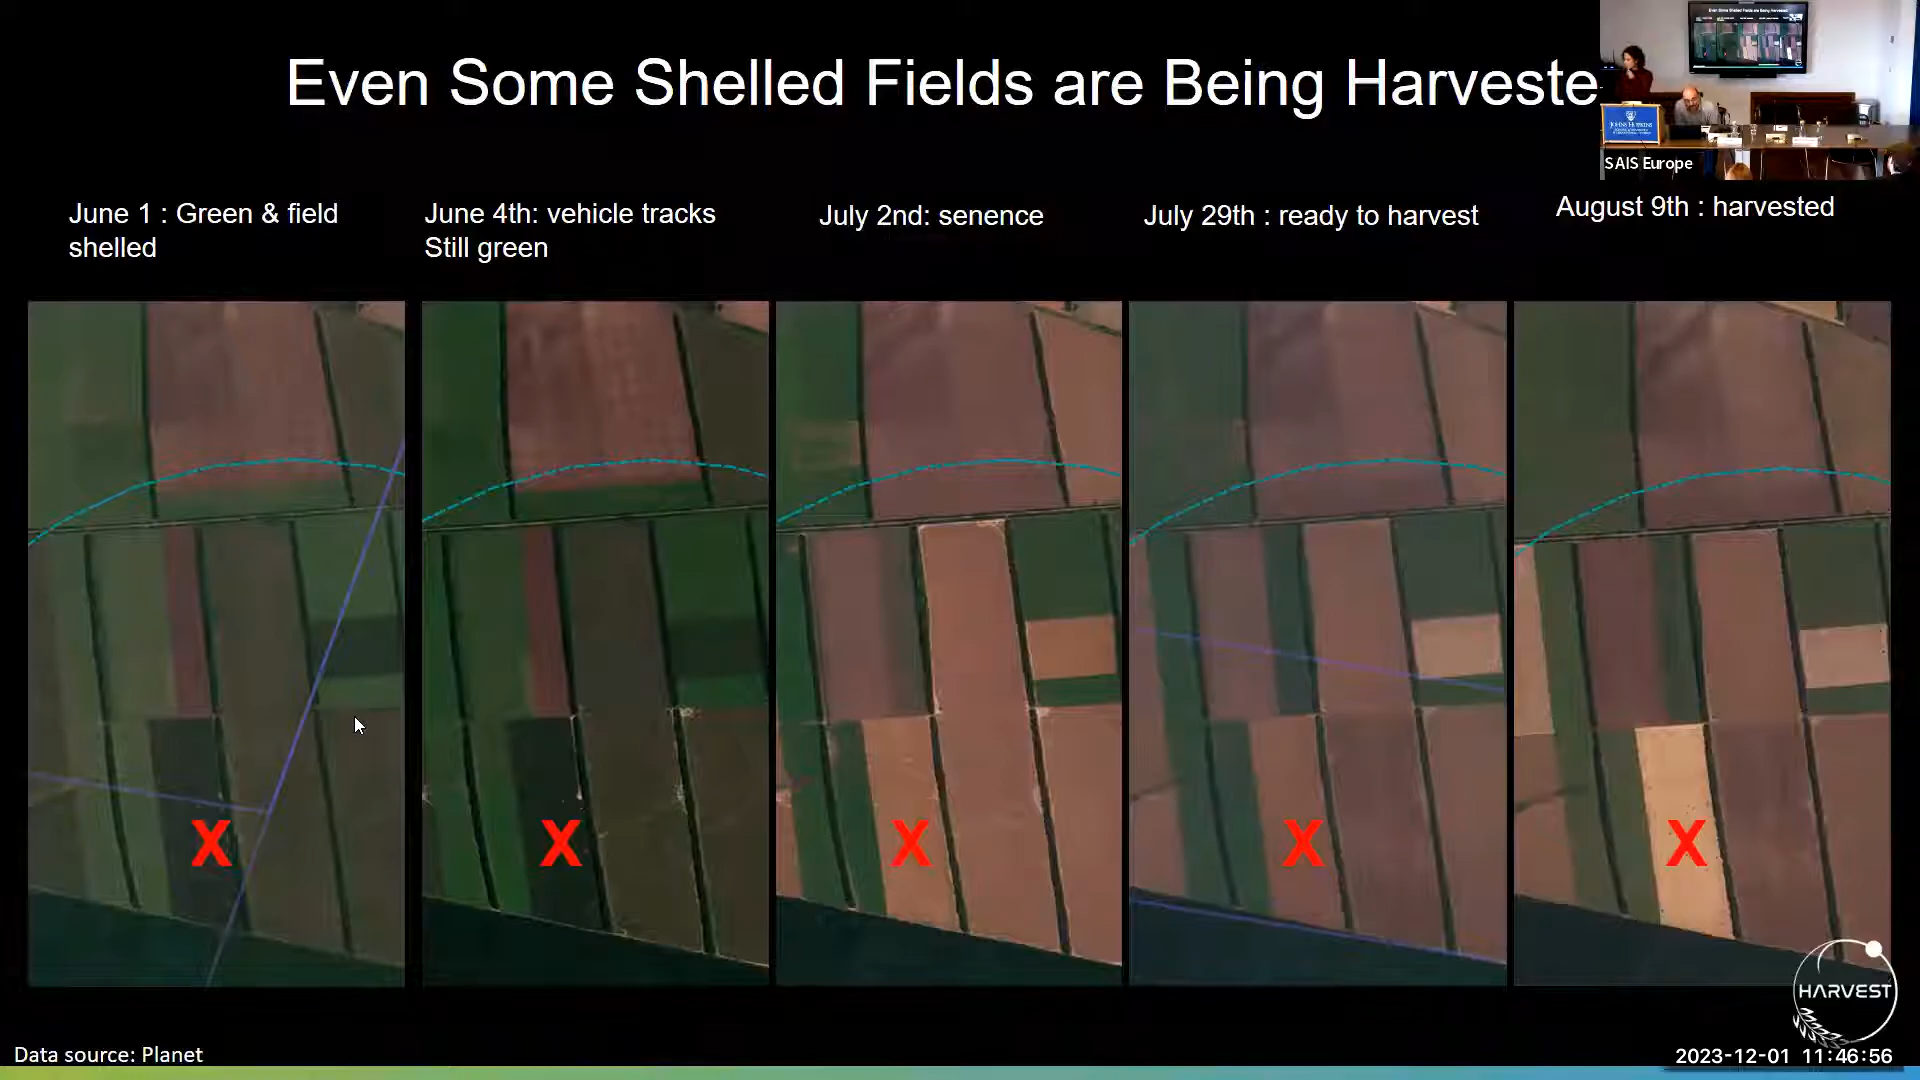 Even Some Shelled Fields are Being Harveste
JOHNS HOPKINS
SAIS Europe
June 1 : Green & field
shelled
June 4th: vehicle tracks
Still green
July 2nd: senence
July 29th : ready to harvest
August 9th : harvested
X
X
X
X
X
HARVEST
Data source: Planet
2023-12-01 11:46:56